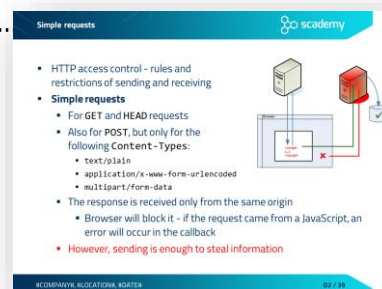 Simple requests
scademy
HTTP access control - rules and
restrictions of sending and receiving
Simple requests
For GET and HEAD requests
Also for POST, but only for the
following Content-Types:
text/plain
application/x-www-form-urlencoded
multipart/form-data
The response is received only from the same origin
Browser will block it - if the request came from a JavaScript, an
error will occur in the callback
However, sending is enough to steal information
#COMPANY#, #LOCATION#, #DATE#
D2 / 39